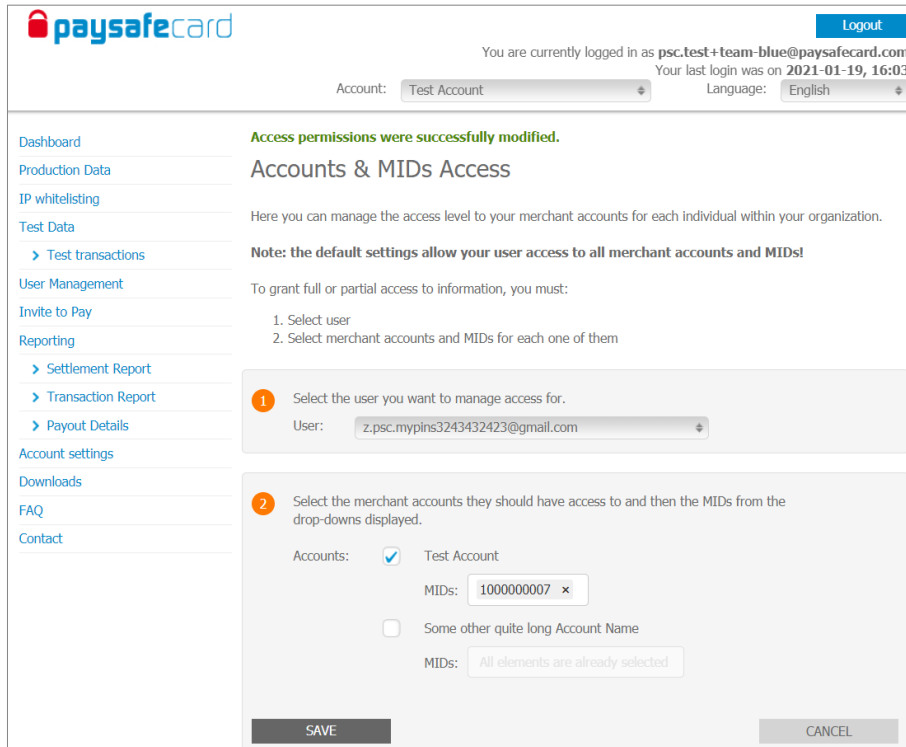 paysafecard
Logout
You are currently logged in as psc.test+team-blue@paysafecard.com
Your last login was on 2021-01-19, 16:03
Account: Test Account Language: English
Dashboard
Production Data
IP whitelisting
Test Data
Test transactions
User Management
Invite to Pay
Reporting
Settlement Report
Transaction Report
Payout Details
Account settings
Downloads
FAQ
Contact
Access permissions were successfully modified.
Accounts & MIDs Access
Here you can manage the access level to your merchant accounts for each individual within your organization.
Note: the default settings allow your user access to all merchant accounts and MIDs!
To grant full or partial access to information, you must:
1. Select user
2. Select merchant accounts and MIDs for each one of them
1 Select the user you want to manage access for.
User: z.psc.mypins3243432423@gmail.com
2 Select the merchant accounts they should have access to and then the MIDs from the
drop-downs displayed.
Accounts: Test Account
MIDs: 1000000007 ×
Some other quite long Account Name
MIDs: All elements are already selected
SAVE CANCEL